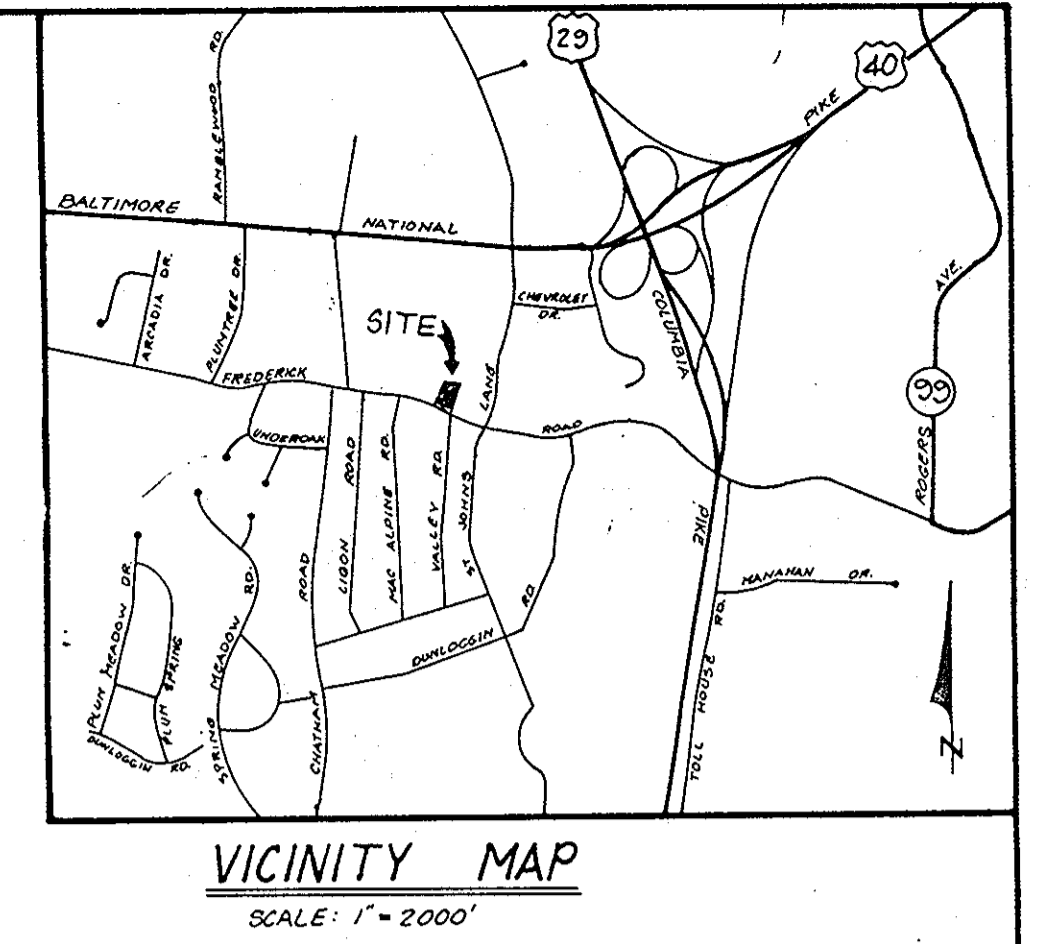 29
40
RAMBLEWOOD RD.
PIKE
BALTIMORE
NATIONAL
ARCADIA DR.
PLUMTREE DR.
CHEVROLET
DR.
COLUMBIA
AVE.
SITE
FREDERICK
LANE
ROAD
99
ROGERS
UNDEROAK
LIGON ROAD
MAC ALPINE RD.
VALLEY RD.
ST JOHNS
PIKE
ROAD
MANAHAN DR.
RD.
DUNLOGGIN
PLUM MEADOW DR.
PLUM SPRING
SPRING MEADOW RD.
CHATHAM
TOLL HOUSE RD.
DUNLOGGIN RD.
N
VICINITY MAP
SCALE: 1" = 2000'